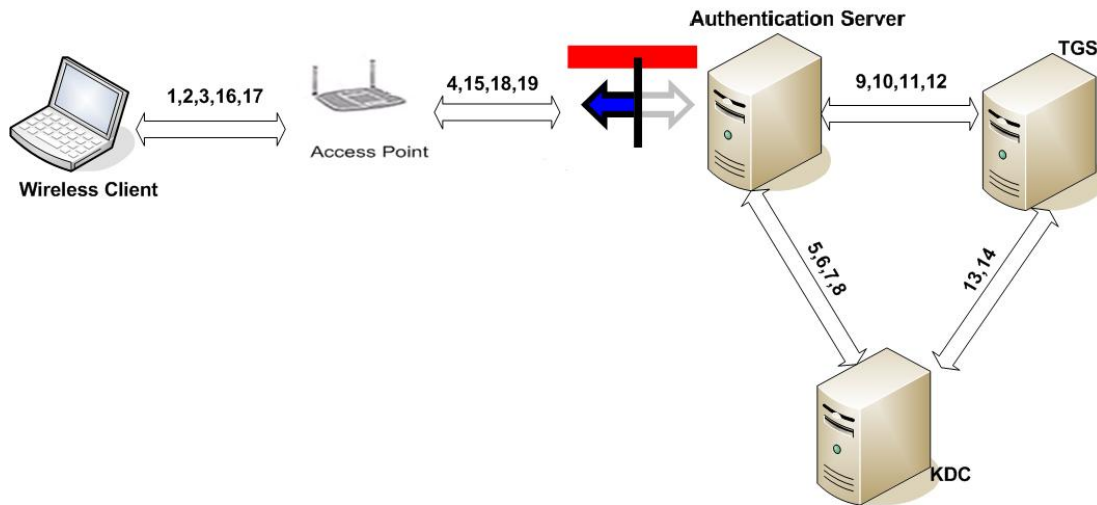 Authentication Server
TGS
1,2,3,16,17
4,15,18,19
9,10,11,12
Access Point
Wireless Client
5,6,7,8
13,14
KDC